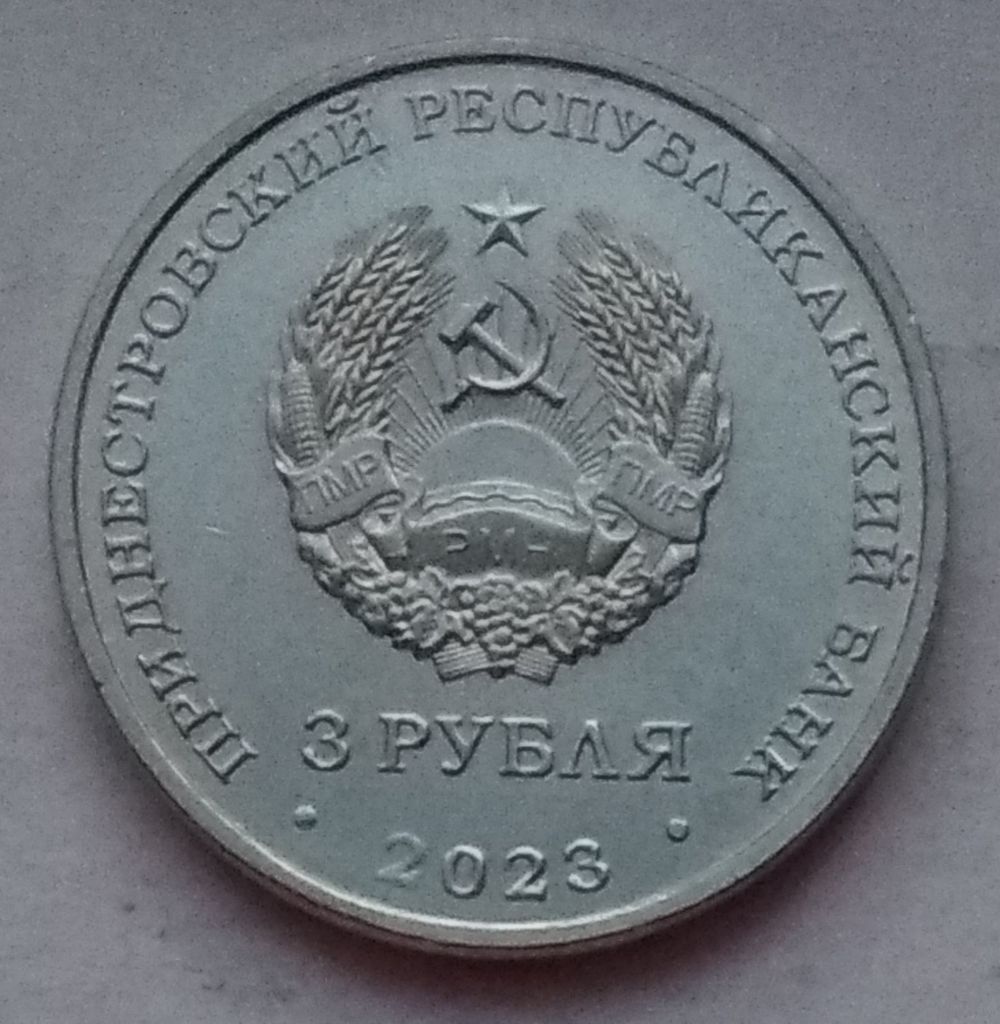 ПРИДНЕСТРОВСКИЙ РЕСПУБЛИКАНСКИЙ БАНК
ПМР
ПМР
РМН
3 РУБЛЯ
2023